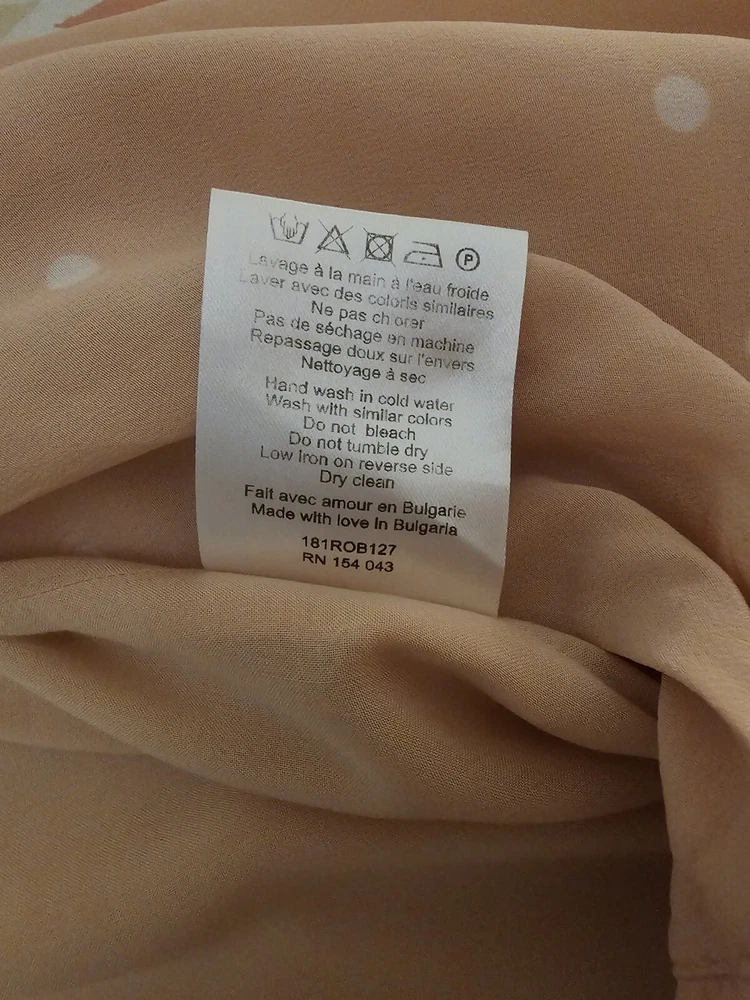 P
Lavage à la main à l'eau froide
Laver avec des coloris similaires
Ne pas ch orer
Pas de séchage en machine
Repassage doux sur l'envers
Nettoyage à sec
Hand wash in cold water
Wash with similar colors
Do not bleach
Do not tumble dry
Low iron on reverse side
Dry clean
Fait avec amour en Bulgarie
Made with love in Bulgaria
181ROB127
RN 154 043